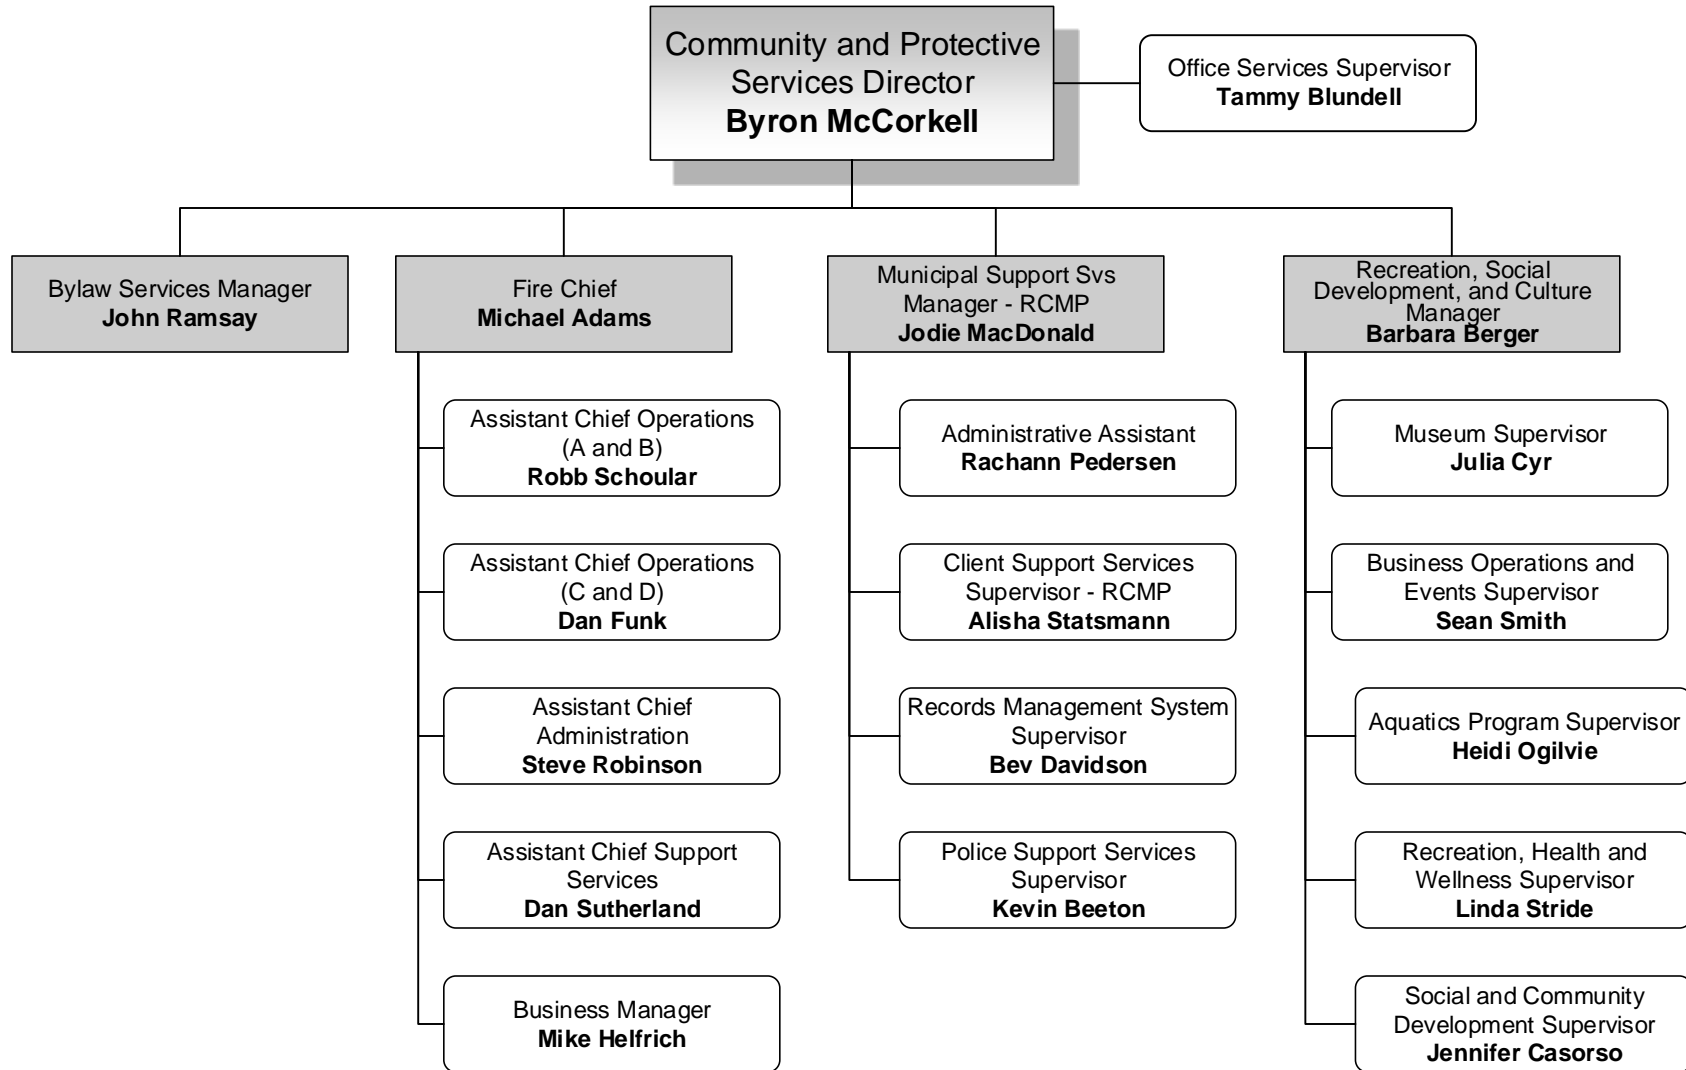 Community and Protective
Services Director
Byron McCorkell
Office Services Supervisor
Tammy Blundell
Bylaw Services Manager
John Ramsay
Fire Chief
Michael Adams
Municipal Support Svs
Manager - RCMP
Jodie MacDonald
Recreation, Social
Development, and Culture
Manager
Barbara Berger
Assistant Chief Operations
(A and B)
Robb Schoular
Assistant Chief Operations
(C and D)
Dan Funk
Assistant Chief
Administration
Steve Robinson
Assistant Chief Support
Services
Dan Sutherland
Business Manager
Mike Helfrich
Administrative Assistant
Rachann Pedersen
Client Support Services
Supervisor - RCMP
Alisha Statsmann
Records Management System
Supervisor
Bev Davidson
Police Support Services
Supervisor
Kevin Beeton
Museum Supervisor
Julia Cyr
Business Operations and
Events Supervisor
Sean Smith
Aquatics Program Supervisor
Heidi Ogilvie
Recreation, Health and
Wellness Supervisor
Linda Stride
Social and Community
Development Supervisor
Jennifer Casorso